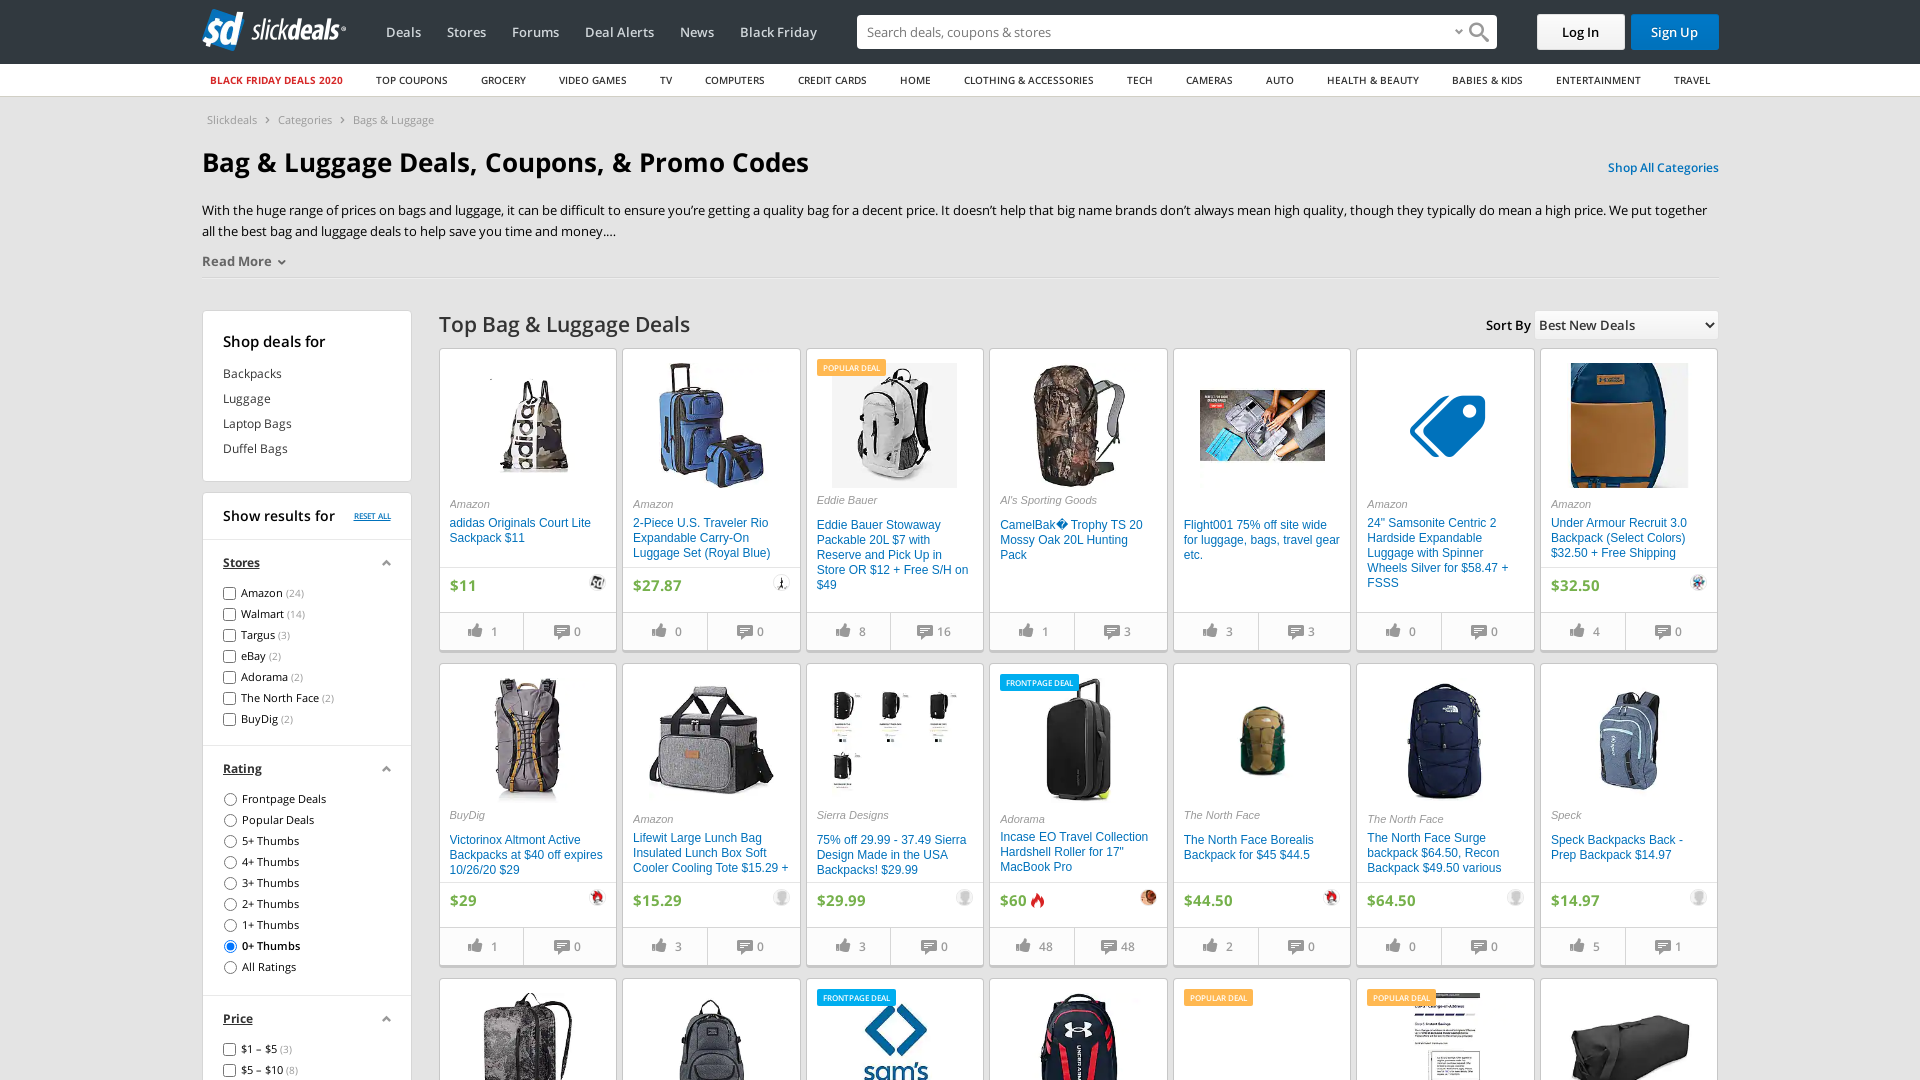 sd slickdeals
Deals
Stores
Forums
Deal Alerts
News
Black Friday
Search deals, coupons & stores
Log In
Sign Up
BLACK FRIDAY DEALS 2020
TOP COUPONS
GROCERY
VIDEO GAMES
TV
COMPUTERS
CREDIT CARDS
HOME
CLOTHING & ACCESSORIES
TECH
CAMERAS
AUTO
HEALTH & BEAUTY
BABIES & KIDS
ENTERTAINMENT
TRAVEL
Slickdeals
Categories
Bags & Luggage
Bag & Luggage Deals, Coupons, & Promo Codes
Shop All Categories
With the huge range of prices on bags and luggage, it can be difficult to ensure you’re getting a quality bag for a decent price. It doesn’t help that big name brands don’t always mean high quality, though they typically do mean a high price. We put together
all the best bag and luggage deals to help save you time and money.…
Read More
Shop deals for
Backpacks
Luggage
Laptop Bags
Duffel Bags
Show results for
RESET ALL
Stores
Amazon (24)
Walmart (14)
Targus (3)
eBay (2)
Adorama (2)
The North Face (2)
BuyDig (2)
Rating
Frontpage Deals
Popular Deals
5+ Thumbs
4+ Thumbs
3+ Thumbs
2+ Thumbs
1+ Thumbs
0+ Thumbs
All Ratings
Price
$1 – $5 (3)
$5 – $10 (8)
Top Bag & Luggage Deals
Sort By
Best New Deals
adidas
Amazon
adidas Originals Court Lite
Sackpack $11
$11
1
0
Amazon
2-Piece U.S. Traveler Rio
Expandable Carry-On
Luggage Set (Royal Blue)
$27.87
0
0
POPULAR DEAL
Eddie Bauer
Eddie Bauer Stowaway
Packable 20L $7 with
Reserve and Pick Up in
Store OR $12 + Free S/H on
$49
8
16
Al's Sporting Goods
CamelBak� Trophy TS 20
Mossy Oak 20L Hunting
Pack
1
3
Flight001 75% off site wide
for luggage, bags, travel gear
etc.
3
3
Amazon
24" Samsonite Centric 2
Hardside Expandable
Luggage with Spinner
Wheels Silver for $58.47 +
FSSS
0
0
Amazon
Under Armour Recruit 3.0
Backpack (Select Colors)
$32.50 + Free Shipping
$32.50
4
0
BuyDig
Victorinox Altmont Active
Backpacks at $40 off expires
10/26/20 $29
$29
1
0
Amazon
Lifewit Large Lunch Bag
Insulated Lunch Box Soft
Cooler Cooling Tote $15.29 +
$15.29
3
0
Sierra Designs
75% off 29.99 - 37.49 Sierra
Design Made in the USA
Backpacks! $29.99
$29.99
3
0
FRONTPAGE DEAL
Adorama
Incase EO Travel Collection
Hardshell Roller for 17"
MacBook Pro
$60
48
48
The North Face
The North Face Borealis
Backpack for $45 $44.5
$44.50
2
0
The North Face
The North Face Surge
backpack $64.50, Recon
Backpack $49.50 various
$64.50
0
0
Speck
Speck Backpacks Back -
Prep Backpack $14.97
$14.97
5
1
FRONTPAGE DEAL
sam's
POPULAR DEAL
POPULAR DEAL